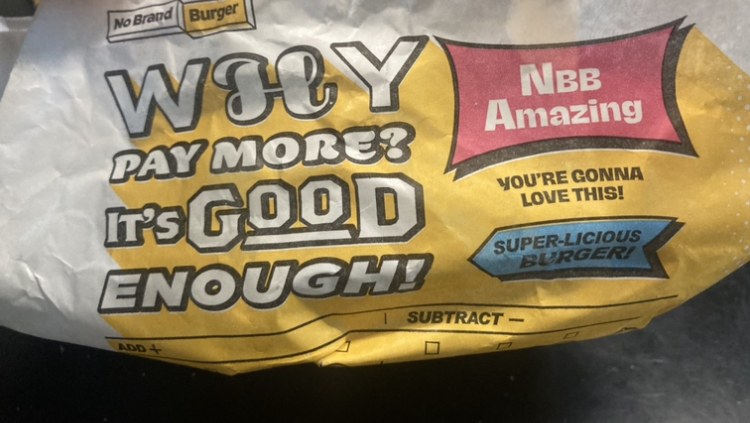 No Brand Burger
WHY
PAY MORE?
IT'S GOOD
ENOUGH!
NBB
Amazing
YOU'RE GONNA
LOVE THIS!
SUPER-LICIOUS
BURGER!
SUBTRACT —
ADD +